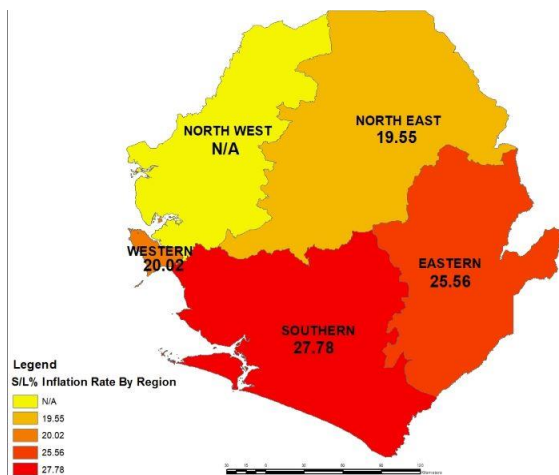 NORTH WEST
N/A
NORTH EAST
19.55
WESTERN
20.02
EASTERN
25.56
SOUTHERN
27.78
Legend
S/L% Inflation Rate By Region
N/A
19.55
20.02
25.56
27.78